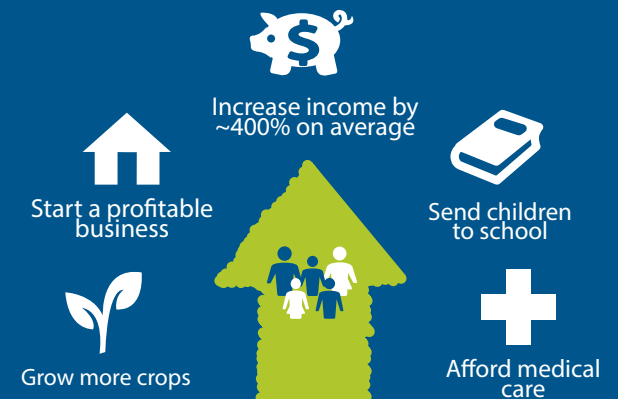 $
Increase income by
~400% on average
Start a profitable
business
Send children
to school
Grow more crops
Afford medical
care